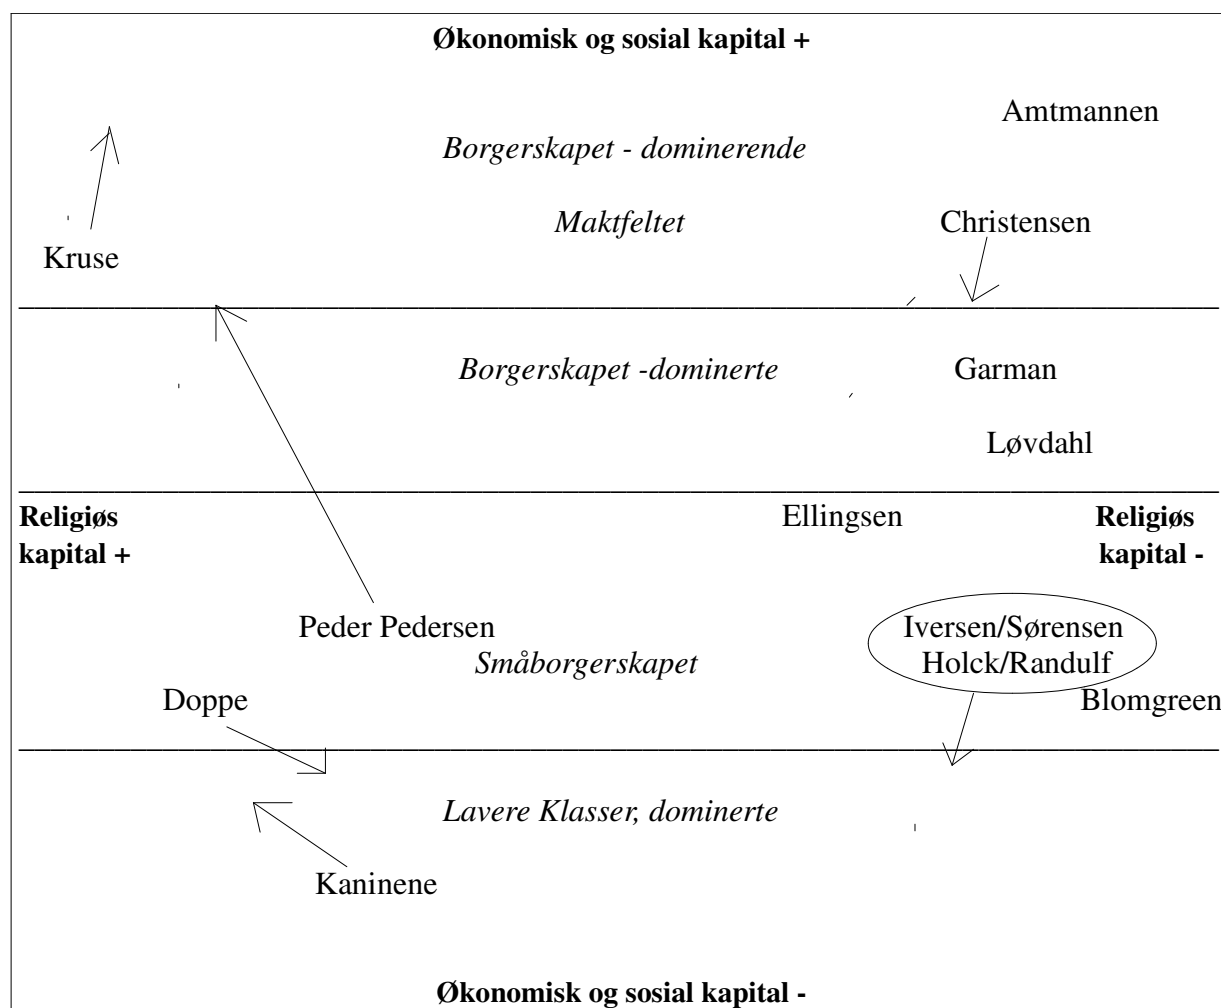 Økonomisk og sosial kapital +
Amtmannen
Borgerskapet - dominerende
Maktfeltet
Christensen
Kruse
Borgerskapet -dominerte
Garman
Løvdahl
Religiøs
kapital +
Ellingsen
Religiøs
kapital -
Peder Pedersen
Iversen/Sørensen
Holck/Randulf
Småborgerskapet
Doppe
Blomgreen
Lavere Klasser, dominerte
Kaninene
Økonomisk og sosial kapital -